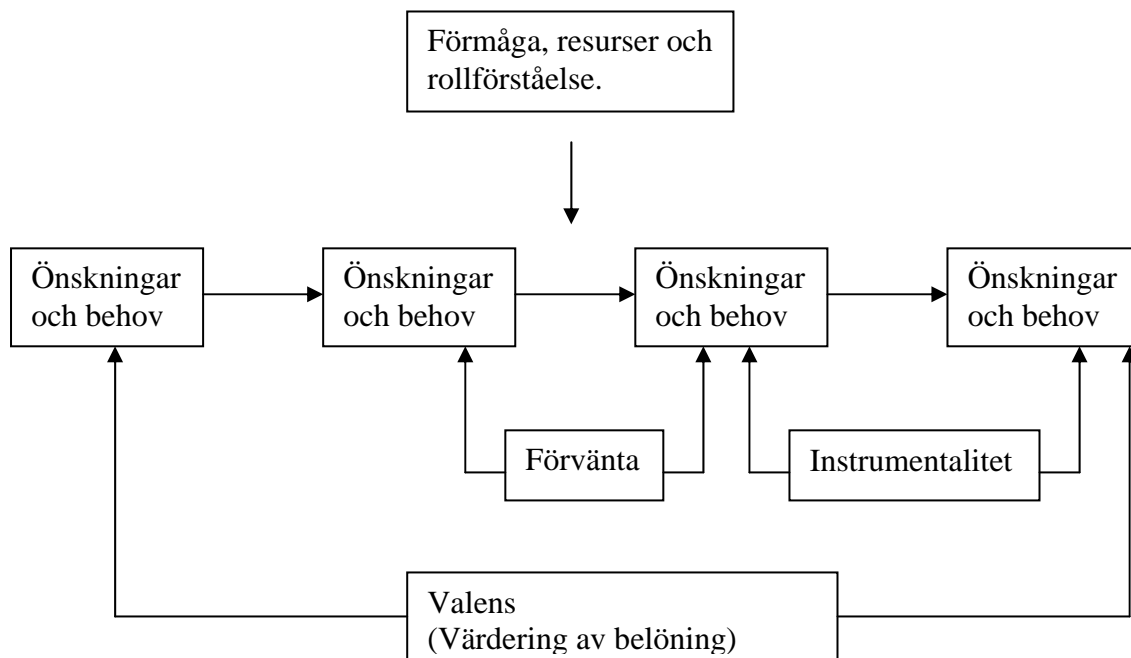 Förmåga, resurser och
rollförståelse.
Önskningar
och behov
Önskningar
och behov
Önskningar
och behov
Önskningar
och behov
Förvänta
Instrumentalitet
Valens
(Värdering av belöning)